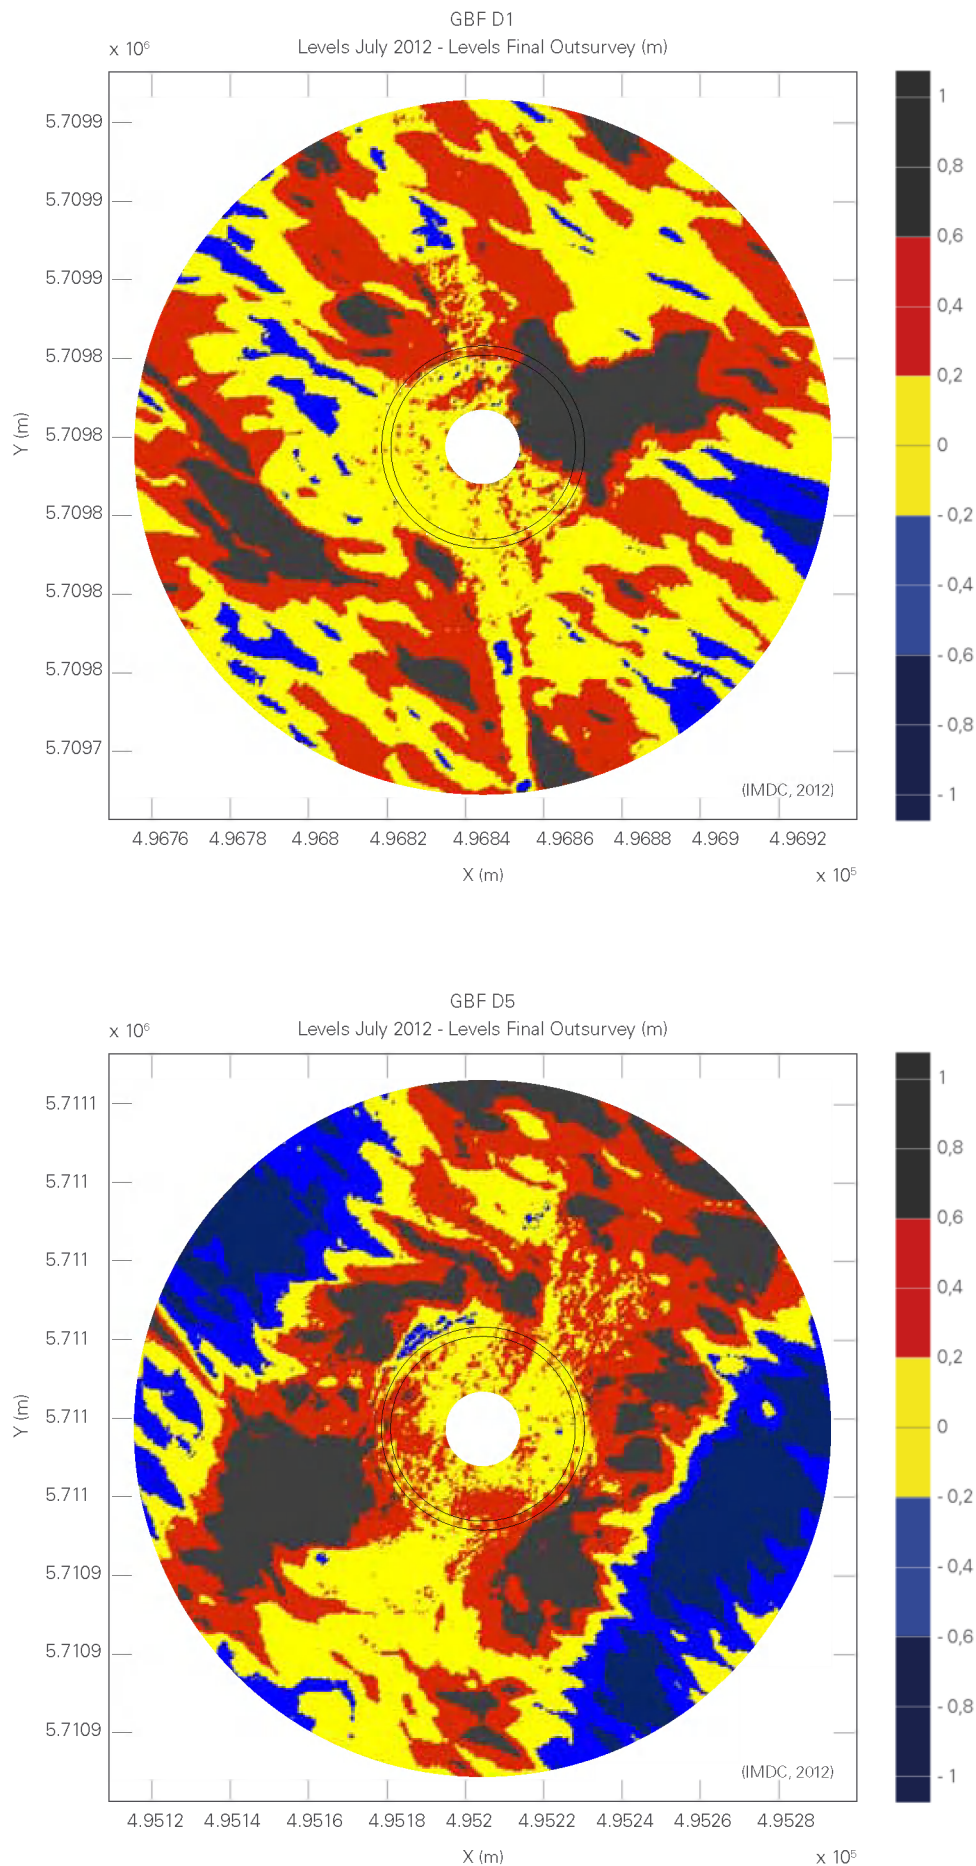 GBF D1
Levels July 2012 - Levels Final Outsurvey (m)
x 10⁶
5.7099
5.7099
5.7099
5.7098
5.7098
5.7098
5.7098
5.7098
5.7097
Y (m)
(IMDC, 2012)
4.9676 4.9678 4.968 4.9682 4.9684 4.9686 4.9688 4.969 4.9692
X (m)
x 10⁵
1
0,8
0,6
0,4
0,2
0
- 0,2
- 0,4
- 0,6
- 0,8
- 1
GBF D5
Levels July 2012 - Levels Final Outsurvey (m)
x 10⁶
5.7111
5.711
5.711
5.711
5.711
5.711
5.7109
5.7109
5.7109
Y (m)
(IMDC, 2012)
4.9512 4.9514 4.9516 4.9518 4.952 4.9522 4.9524 4.9526 4.9528
X (m)
x 10⁵
1
0,8
0,6
0,4
0,2
0
- 0,2
- 0,4
- 0,6
- 0,8
- 1